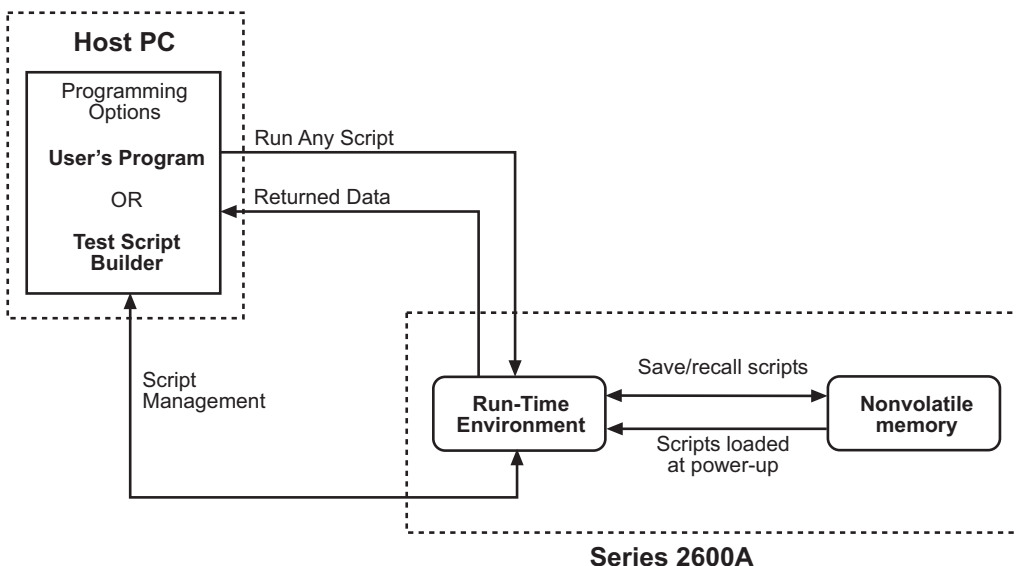 Host PC
Programming
Options
User's Program
OR
Test Script
Builder
Run Any Script
Returned Data
Script
Management
Run-Time
Environment
Save/recall scripts
Scripts loaded
at power-up
Nonvolatile
memory
Series 2600A